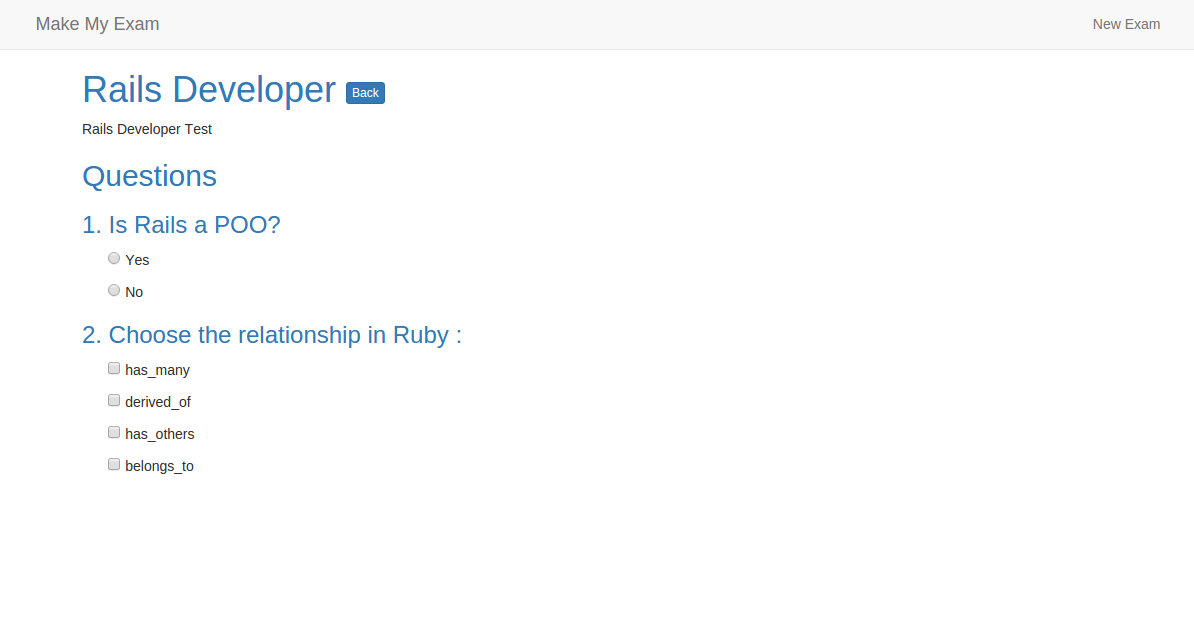 Make My Exam
New Exam
Rails Developer Back
Rails Developer Test
Questions
1. Is Rails a POO?
Yes
No
2. Choose the relationship in Ruby :
has_many
derived_of
has_others
belongs_to